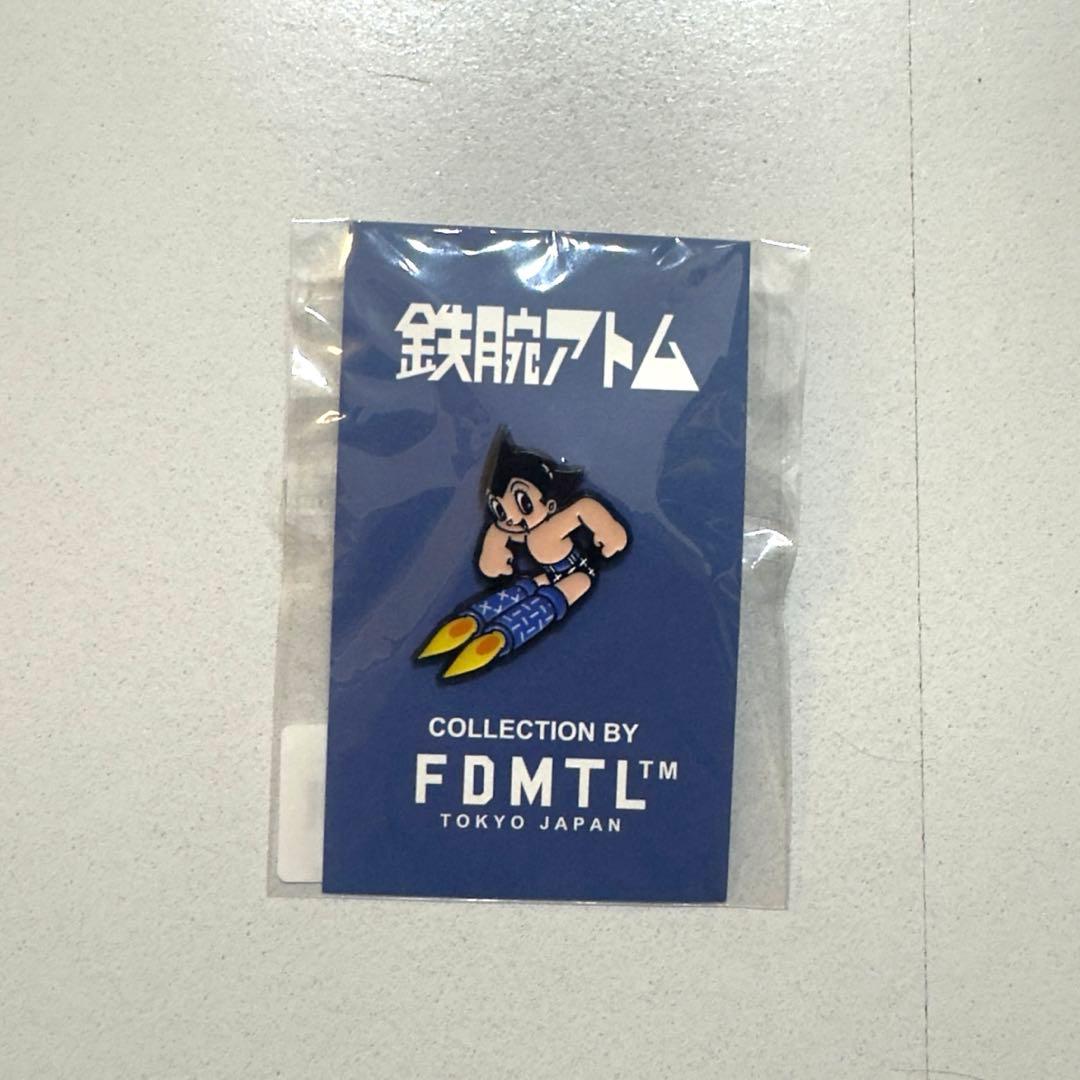 鉄腕アトム
COLLECTION BY
FDMTL™
TOKYO JAPAN